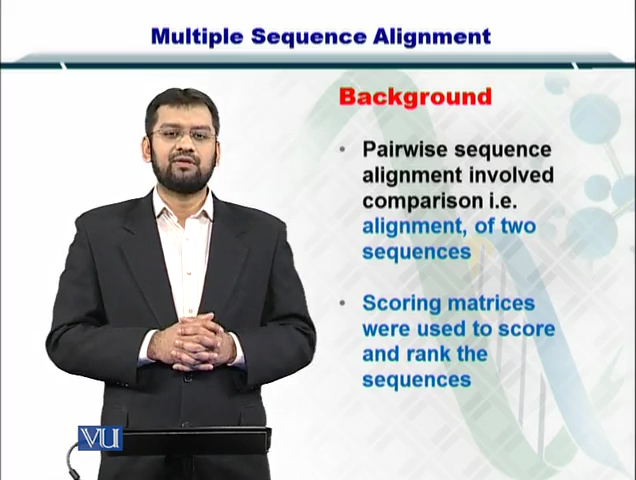 Multiple Sequence Alignment
Background
• Pairwise sequence
alignment involved
comparison i.e.
alignment, of two
sequences
• Scoring matrices
were used to score
and rank the
sequences
VU